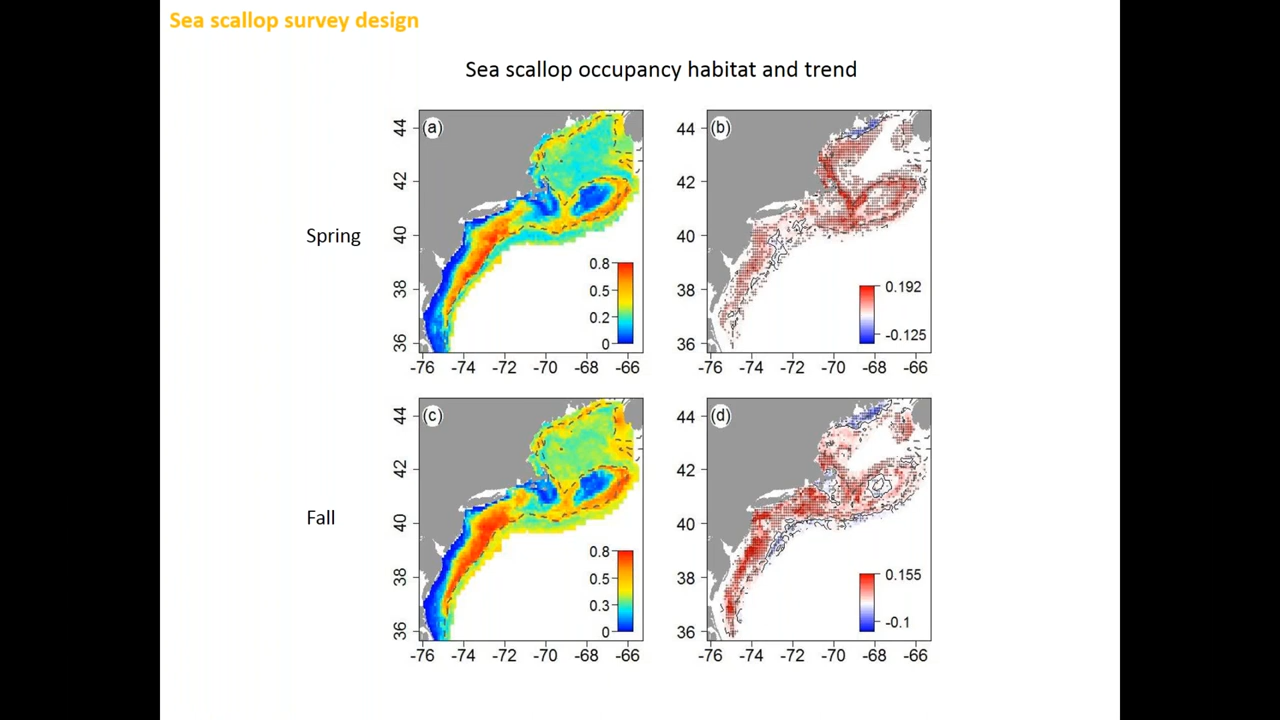 Sea scallop survey design
Sea scallop occupancy habitat and trend
Spring
(a)
44
42
40
38
36
0.8
0.5
0.2
0
-76 -74 -72 -70 -68 -66
(b)
44
42
40
38
36
0.192
-0.125
-76 -74 -72 -70 -68 -66
Fall
(c)
44
42
40
38
36
0.8
0.5
0.3
0
-76 -74 -72 -70 -68 -66
(d)
44
42
40
38
36
0.155
-0.1
-76 -74 -72 -70 -68 -66